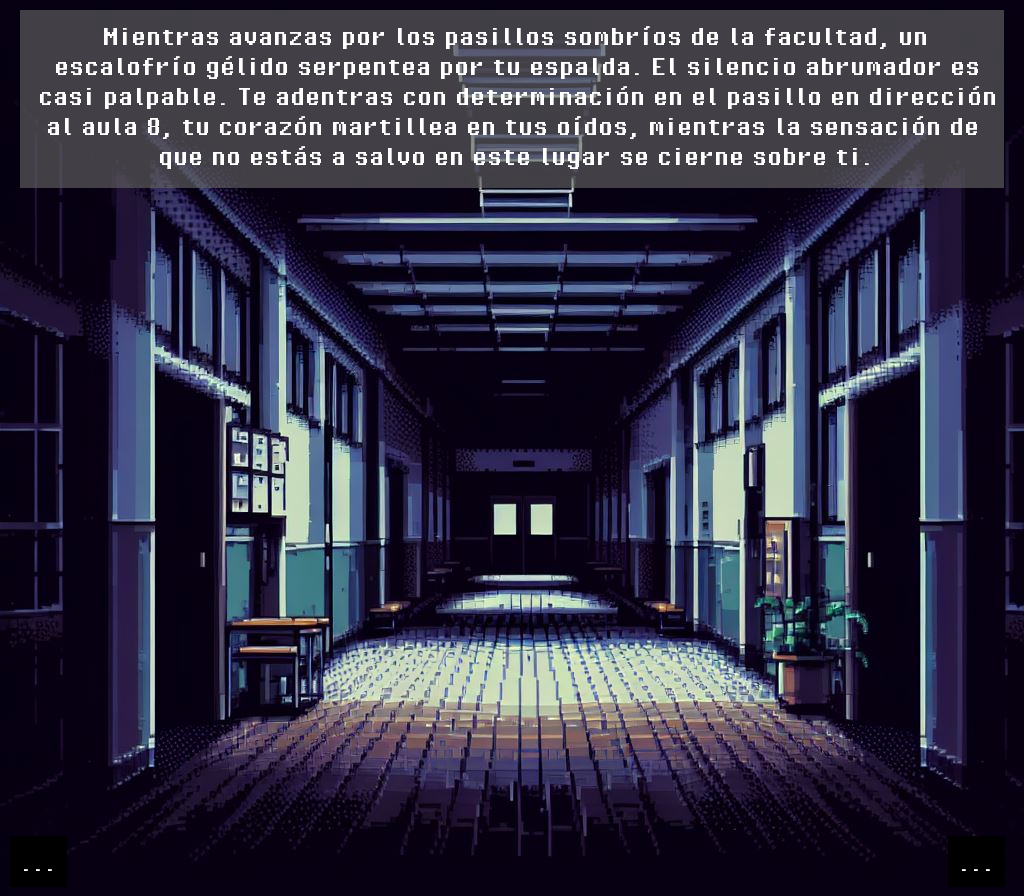 Mientras avanzas por los pasillos sombríos de la facultad, un
escalofrío gélido serpentea por tu espalda. El silencio abrumador es
casi palpable. Te adentras con determinación en el pasillo en dirección
al aula 8, tu corazón martillea en tus oídos, mientras la sensación de
que no estás a salvo en este lugar se cierne sobre ti.
...
...